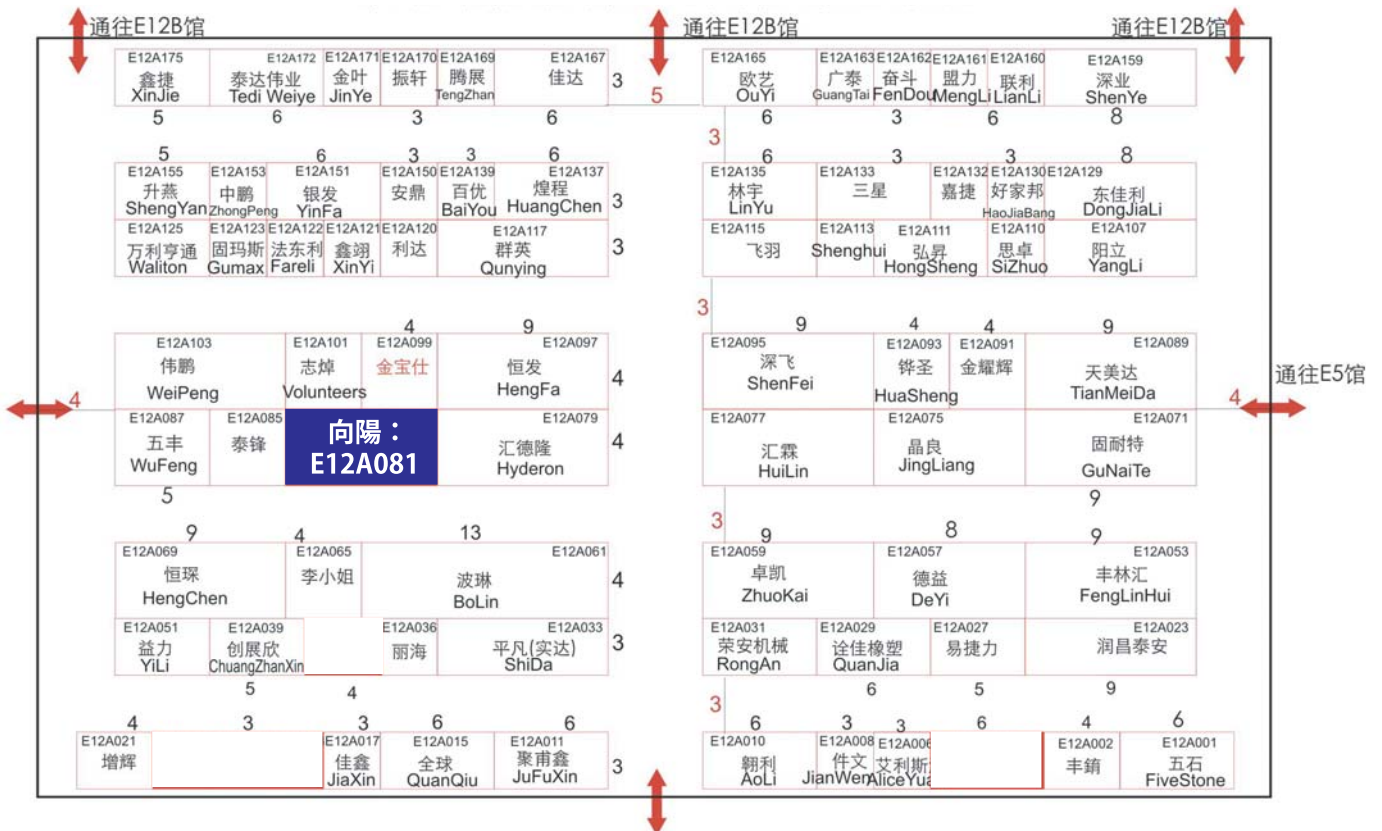 通往E12B馆 通往E12B馆 通往E12B馆
E12A175 E12A172 E12A171 E12A170 E12A169 E12A167 E12A165 E12A163 E12A162 E12A161 E12A160 E12A159
鑫捷 泰达伟业 金叶 振轩 腾展 佳达 3 欧艺 广泰 奋斗 盟力 联利 深业
XinJie Tedi Weiye JinYe TengZhan 5 OuYi GuangTai FenDou MengLi LianLi ShenYe
5 6 3 6 6 3 6 8
3
5 6 3 3 6 6 3 3 8
E12A155 E12A153 E12A151 E12A150 E12A139 E12A137 E12A135 E12A133 E12A132 E12A130 E12A129
升燕 中鹏 银发 安鼎 百优 煌程 3 林宇 三星 嘉捷 好家邦 东佳利
ShengYan ZhongPeng YinFa BaiYou HuangChen LinYu HaoJiaBang DongJiaLi
E12A125 E12A123 E12A122 E12A121 E12A120 E12A117 E12A115 E12A113 E12A111 E12A110 E12A107
万利亨通 固玛斯 法东利 鑫翊 利达 群英 3 飞羽 Shenghui 弘昇 思卓 阳立
Waliton Gumax Fareli XinYi Qunying HongSheng SiZhuo YangLi
3
4 9 9 4 4 9
E12A103 E12A101 E12A099 E12A097 E12A095 E12A093 E12A091 E12A089
伟鹏 志焯 金宝仕 恒发 4 深飞 铧圣 金耀辉 天美达 通往E5馆
WeiPeng Volunteers HengFa ShenFei HuaSheng TianMeiDa
4 4
E12A087 E12A085 向陽： E12A079 E12A077 E12A075 E12A071
五丰 泰锋 E12A081 汇德隆 4 汇霖 晶良 固耐特
WuFeng Hyderon HuiLin JingLiang GuNaiTe
5 9
3
9 4 13 9 8 9
E12A069 E12A065 E12A061 E12A059 E12A057 E12A053
恒琛 李小姐 波琳 4 卓凯 德益 丰林汇
HengChen BoLin ZhuoKai DeYi FengLinHui
E12A051 E12A039 E12A036 E12A033 E12A031 E12A029 E12A027 E12A023
益力 创展欣 丽海 平凡(实达) 3 荣安机械 诠佳橡塑 易捷力 润昌泰安
YiLi ChuangZhanXin ShiDa RongAn QuanJia
5 4 6 5 9
3
4 3 3 6 6 6 3 3 6 4 6
E12A021 E12A017 E12A015 E12A011 E12A010 E12A008 E12A006 E12A002 E12A001
增辉 佳鑫 全球 聚甫鑫 3 翱利 件文 艾利斯 丰錥 五石
JiaXin QuanQiu JuFuXin AoLi JianWen AliceYua FiveStone